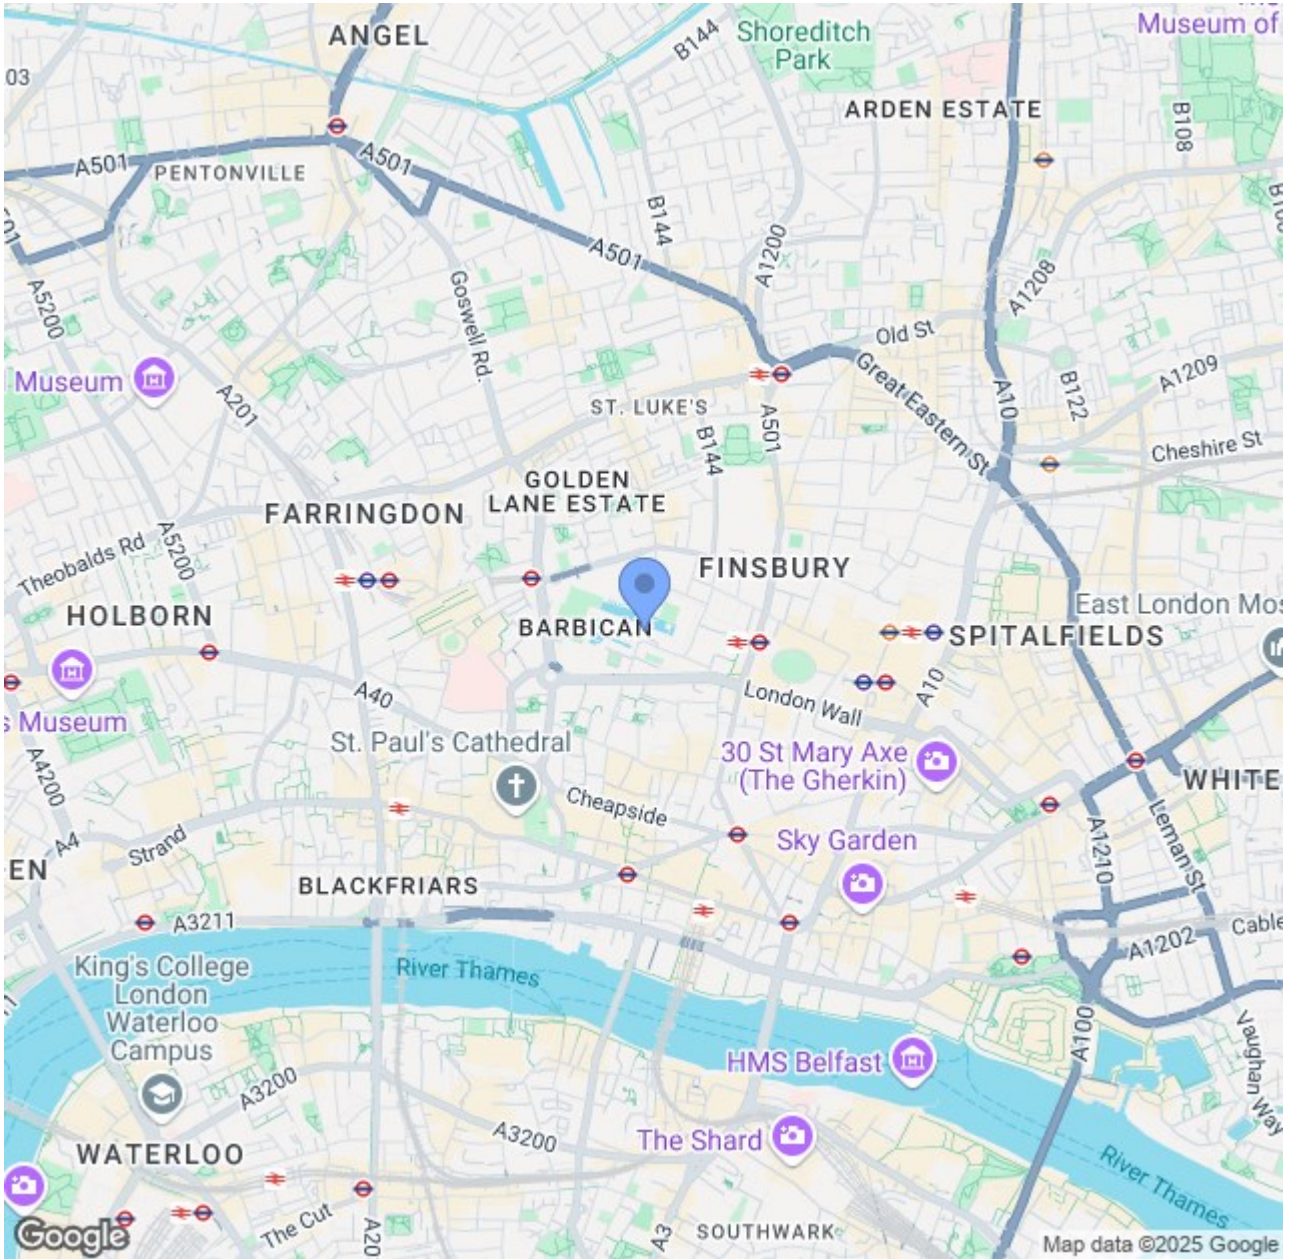 Museum of
ANGEL
B144
Shoreditch
Park
03
ARDEN ESTATE
B108
A501
A501
PENTONVILLE
B144
A501
A1200
A1208
A5200
Goswell Rd.
Old St
Museum
A201
Great Eastern St
A10
B122
A1209
ST. LUKE'S
A501
B144
Cheshire St
GOLDEN
LANE ESTATE
FARRINGDON
Theobalds Rd
A5200
FINSBURY
HOLBORN
BARBICAN
East London Mos
SPITALFIELDS
A40
London Wall
A10
s Museum
St. Paul's Cathedral
30 St Mary Axe
(The Gherkin)
A4200
WHITE
Cheapside
Sky Garden
A4
Strand
A1210
Leman St
EN
BLACKFRIARS
A3211
Cable
A1202
King's College
London
Waterloo
Campus
River Thames
A100
Vaughan Way
HMS Belfast
A3200
A3200
The Shard
WATERLOO
River Thames
The Cut
A20
A3
SOUTHWARK
Google
Map data ©2025 Google